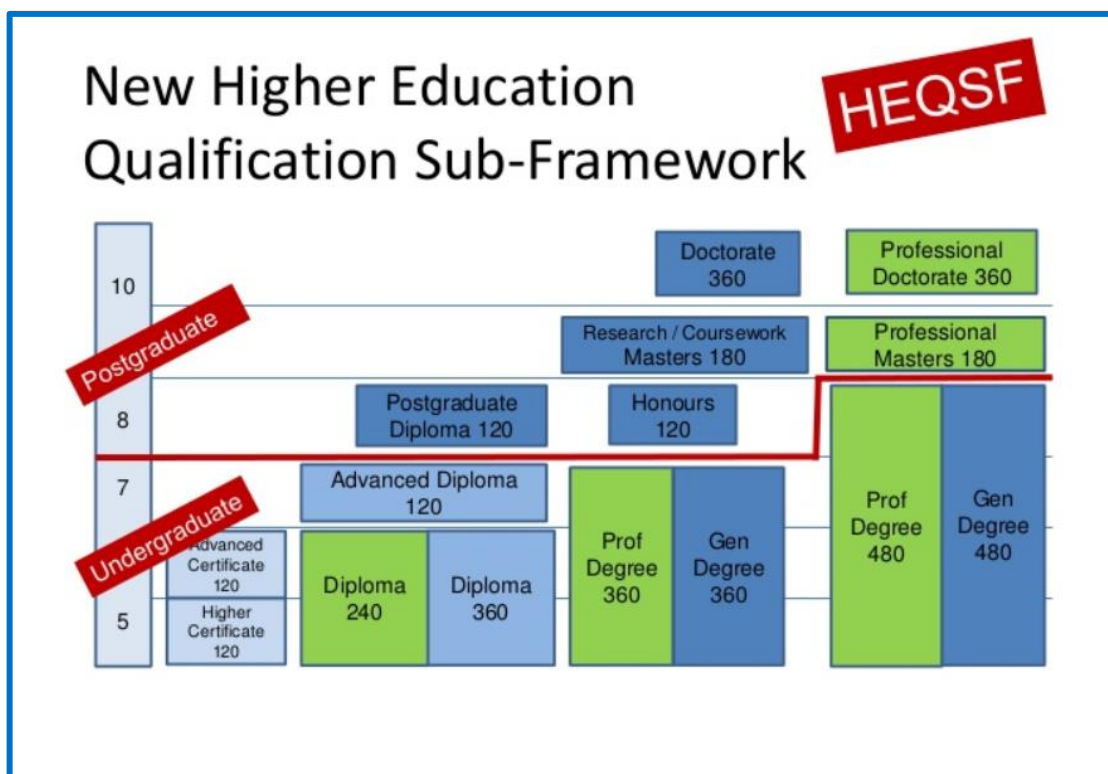 New Higher Education
Qualification Sub-Framework
HEQSF
10
8
7
5
Postgraduate
Undergraduate
Doctorate
360
Professional
Doctorate 360
Research / Coursework
Masters 180
Professional
Masters 180
Postgraduate
Diploma 120
Honours
120
Advanced Diploma
120
Advanced
Certificate
120
Higher
Certificate
120
Diploma
240
Diploma
360
Prof
Degree
360
Gen
Degree
360
Prof
Degree
480
Gen
Degree
480